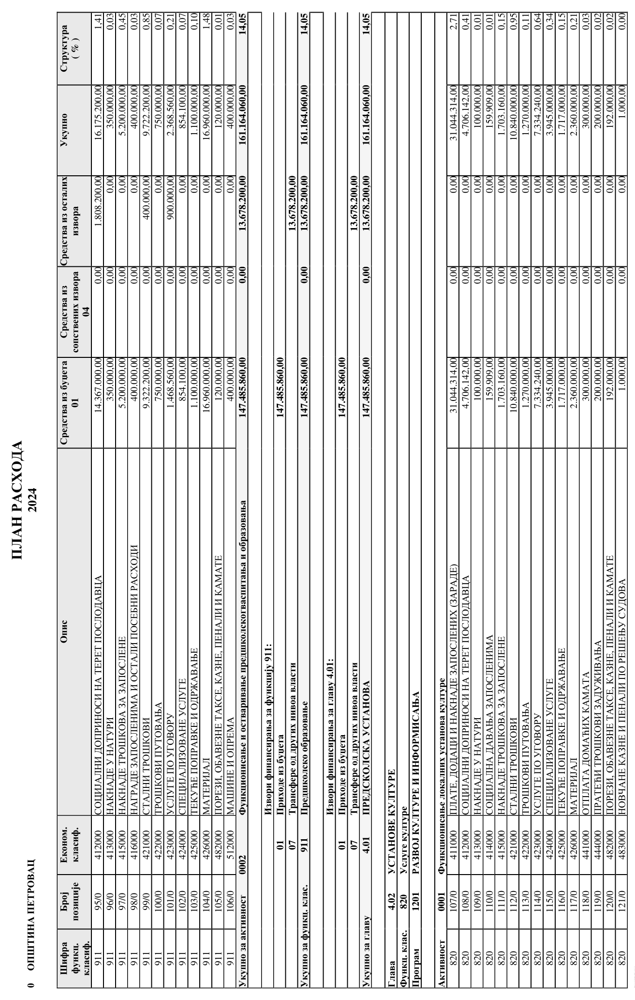 ПЛАН РАСХОДА
2024
0 ОПШТИНА ПЕТРОВАЦ
Шифра функц. класиф. Број позиције Економ. класиф. Опис Средства из буџета 01 Средства из сопствених извора 04 Средства из осталих извора Укупно Структура ( % )
911 95/0 412000 СОЦИЈАЛНИ ДОПРИНОСИ НА ТЕРЕТ ПОСЛОДАВЦА 14.367.000,00 0,00 1.808.200,00 16.175.200,00 1,41
911 96/0 413000 НАКНАДЕ У НАТУРИ 350.000,00 0,00 0,00 350.000,00 0,03
911 97/0 415000 НАКНАДЕ ТРОШКОВА ЗА ЗАПОСЛЕНЕ 5.200.000,00 0,00 0,00 5.200.000,00 0,45
911 98/0 416000 НАГРАДЕ ЗАПОСЛЕНИМА И ОСТАЛИ ПОСЕБНИ РАСХОДИ 400.000,00 0,00 0,00 400.000,00 0,03
911 99/0 421000 СТАЛНИ ТРОШКОВИ 9.322.200,00 0,00 400.000,00 9.722.200,00 0,85
911 100/0 422000 ТРОШКОВИ ПУТОВАЊА 750.000,00 0,00 0,00 750.000,00 0,07
911 101/0 423000 УСЛУГЕ ПО УГОВОРУ 1.468.560,00 0,00 900.000,00 2.368.560,00 0,21
911 102/0 424000 СПЕЦИЈАЛИЗОВАНЕ УСЛУГЕ 854.100,00 0,00 0,00 854.100,00 0,07
911 103/0 425000 ТЕКУЋЕ ПОПРАВКЕ И ОДРЖАВАЊЕ 1.100.000,00 0,00 0,00 1.100.000,00 0,10
911 104/0 426000 МАТЕРИЈАЛ 16.960.000,00 0,00 0,00 16.960.000,00 1,48
911 105/0 482000 ПОРЕЗИ, ОБАВЕЗНЕ ТАКСЕ, КАЗНЕ, ПЕНАЛИ И КАМАТЕ 120.000,00 0,00 0,00 120.000,00 0,01
911 106/0 512000 МАШИНЕ И ОПРЕМА 400.000,00 0,00 0,00 400.000,00 0,03
Укупно за активност 0002 Функционисање и остваривање предшколскогваспитања и образовања 147.485.860,00 0,00 13.678.200,00 161.164.060,00 14,05
Извори финансирања за функцију 911:
01 Приходе из буџета 147.485.860,00
07 Трансфере од других нивоа власти 13.678.200,00
Укупно за функц. клас. 911 Предшколско образовање 147.485.860,00 0,00 13.678.200,00 161.164.060,00 14,05
Извори финансирања за главу 4.01:
01 Приходе из буџета 147.485.860,00
07 Трансфере од других нивоа власти 13.678.200,00
Укупно за главу 4.01 ПРЕДСКОЛСКА УСТАНОВА 147.485.860,00 0,00 13.678.200,00 161.164.060,00 14,05
Глава 4.02 УСТАНОВЕ КУЛТУРЕ
Функц. клас. 820 Услуге културе
Програм 1201 РАЗВОЈ КУЛТУРЕ И ИНФОРМИСАЊА
Активност 0001 Функционисање локалних установа културе
820 107/0 411000 ПЛАТЕ, ДОДАЦИ И НАКНАДЕ ЗАПОСЛЕНИХ (ЗАРАДЕ) 31.044.314,00 0,00 0,00 31.044.314,00 2,71
820 108/0 412000 СОЦИЈАЛНИ ДОПРИНОСИ НА ТЕРЕТ ПОСЛОДАВЦА 4.706.142,00 0,00 0,00 4.706.142,00 0,41
820 109/0 413000 НАКНАДЕ У НАТУРИ 100.000,00 0,00 0,00 100.000,00 0,01
820 110/0 414000 СОЦИЈАЛНА ДАВАЊА ЗАПОСЛЕНИМА 159.909,00 0,00 0,00 159.909,00 0,01
820 111/0 415000 НАКНАДЕ ТРОШКОВА ЗА ЗАПОСЛЕНЕ 1.703.160,00 0,00 0,00 1.703.160,00 0,15
820 112/0 421000 СТАЛНИ ТРОШКОВИ 10.840.000,00 0,00 0,00 10.840.000,00 0,95
820 113/0 422000 ТРОШКОВИ ПУТОВАЊА 1.270.000,00 0,00 0,00 1.270.000,00 0,11
820 114/0 423000 УСЛУГЕ ПО УГОВОРУ 7.334.240,00 0,00 0,00 7.334.240,00 0,64
820 115/0 424000 СПЕЦИЈАЛИЗОВАНЕ УСЛУГЕ 3.945.000,00 0,00 0,00 3.945.000,00 0,34
820 116/0 425000 ТЕКУЋЕ ПОПРАВКЕ И ОДРЖАВАЊЕ 1.717.000,00 0,00 0,00 1.717.000,00 0,15
820 117/0 426000 МАТЕРИЈАЛ 2.360.000,00 0,00 0,00 2.360.000,00 0,21
820 118/0 441000 ОТПЛАТА ДОМАЋИХ КАМАТА 300.000,00 0,00 0,00 300.000,00 0,03
820 119/0 444000 ПРАТЕЋИ ТРОШКОВИ ЗАДУЖИВАЊА 200.000,00 0,00 0,00 200.000,00 0,02
820 120/0 482000 ПОРЕЗИ, ОБАВЕЗНЕ ТАКСЕ, КАЗНЕ, ПЕНАЛИ И КАМАТЕ 192.000,00 0,00 0,00 192.000,00 0,02
820 121/0 483000 НОВЧАНЕ КАЗНЕ И ПЕНАЛИ ПО РЕШЕЊУ СУДОВА 1.000,00 0,00 0,00 1.000,00 0,00